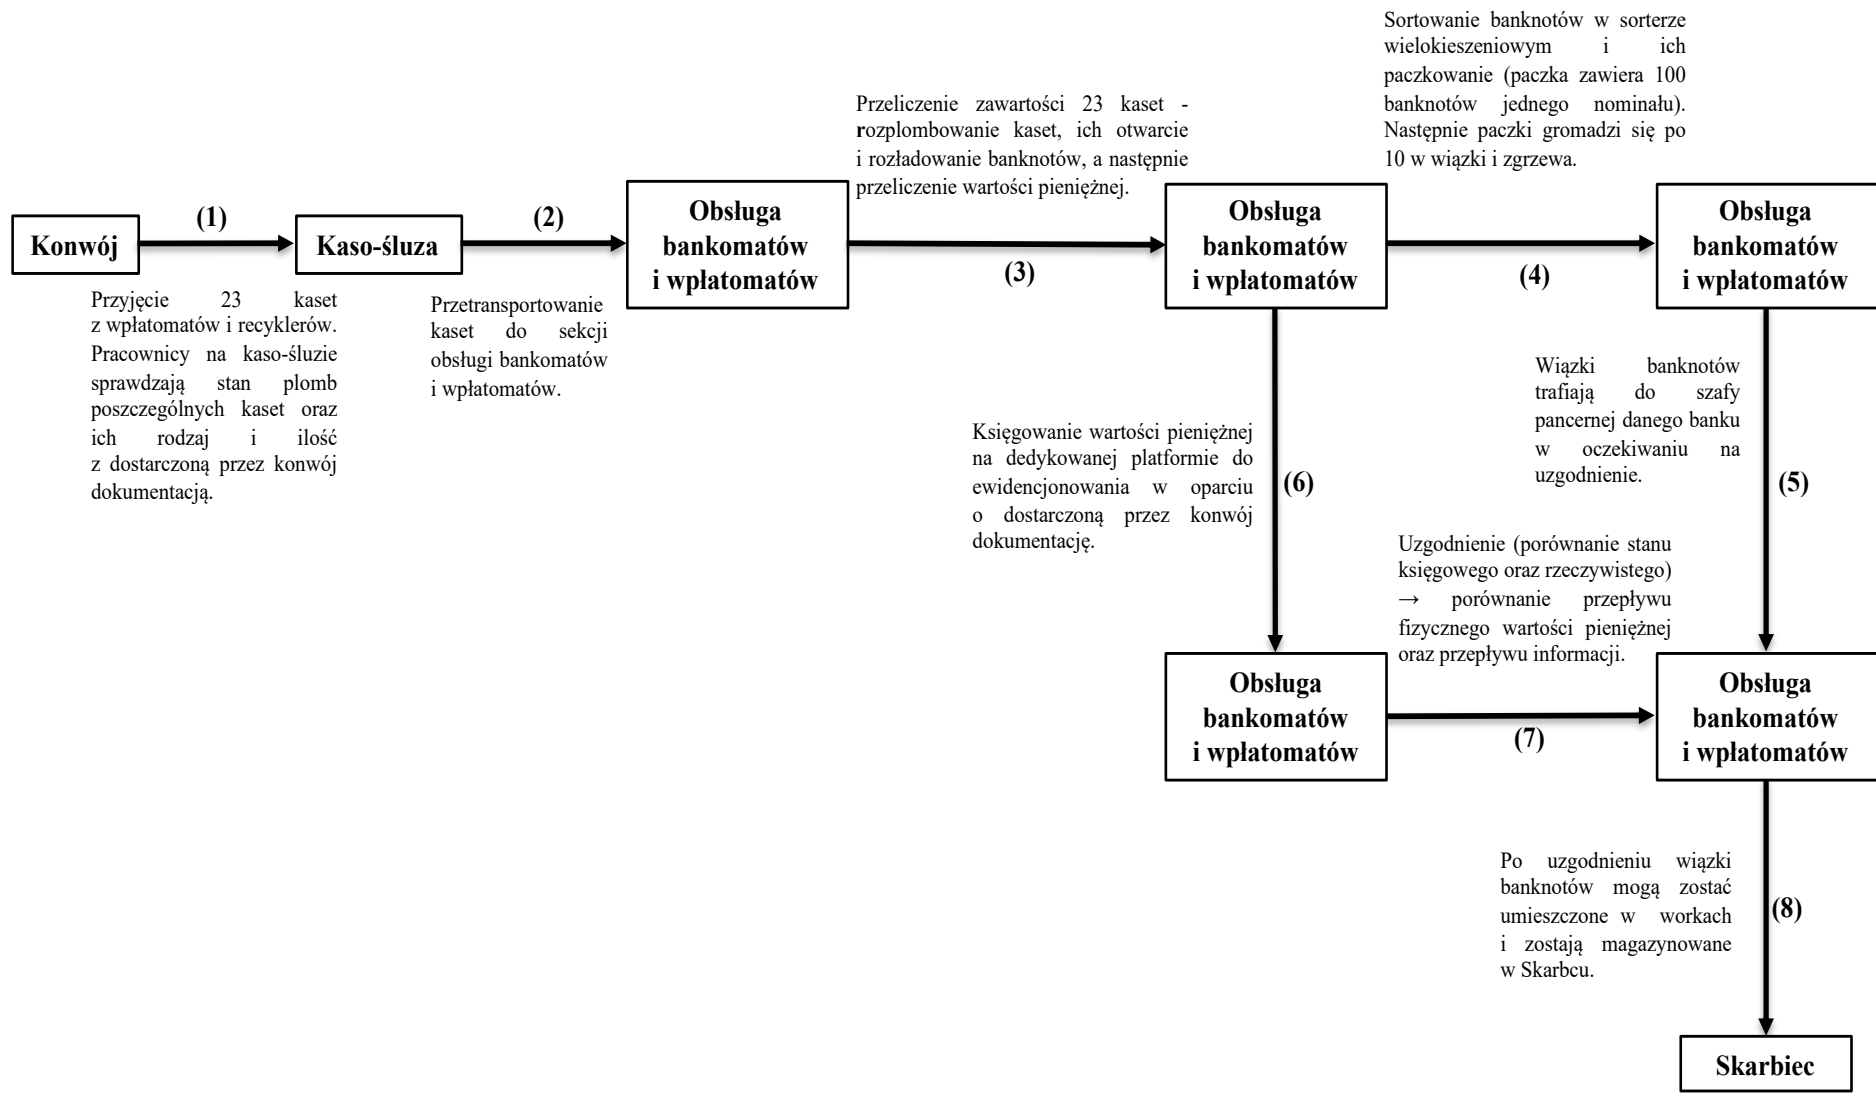 Sortowanie banknotów w sorterze
wielokieszeniowym i ich
paczkowanie (paczka zawiera 100
banknotów jednego nominału).
Następnie paczki gromadzi się po
10 w wiązki i zgrzewa.
Przeliczenie zawartości 23 kaset -
rozplombowanie kaset, ich otwarcie
i rozładowanie banknotów, a następnie
przeliczenie wartości pieniężnej.
Konwój
(1)
Kaso-śluza
(2)
Obsługa
bankomatów
i wpłatomatów
(3)
Obsługa
bankomatów
i wpłatomatów
(4)
Obsługa
bankomatów
i wpłatomatów
Przyjęcie 23 kaset
z wpłatomatów i recyklerów.
Pracownicy na kaso-śluzie
sprawdzają stan plomb
poszczególnych kaset oraz
ich rodzaj i ilość
z dostarczoną przez konwój
dokumentacją.
Przetransportowanie
kaset do sekcji
obsługi bankomatów
i wpłatomatów.
Wiązki banknotów
trafiają do szafy
pancernej danego banku
w oczekiwaniu na
uzgodnienie.
(5)
Księgowanie wartości pieniężnej
na dedykowanej platformie do
ewidencjonowania w oparciu
o dostarczoną przez konwój
dokumentację.
(6)
Uzgodnienie (porównanie stanu
księgowego oraz rzeczywistego)
→ porównanie przepływu
fizycznego wartości pieniężnej
oraz przepływu informacji.
Obsługa
bankomatów
i wpłatomatów
(7)
Obsługa
bankomatów
i wpłatomatów
Po uzgodnieniu wiązki
banknotów mogą zostać
umieszczone w workach
i zostają magazynowane
w Skarbcu.
(8)
Skarbiec